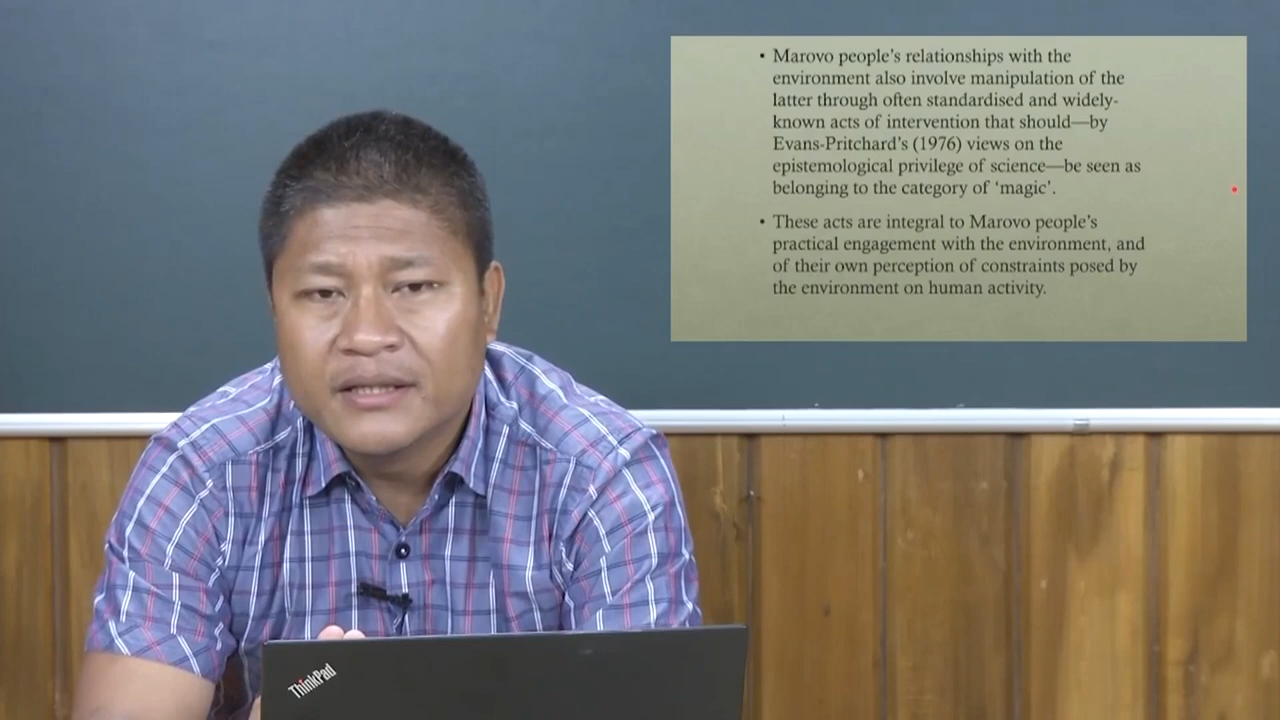 • Marovo people's relationships with the
environment also involve manipulation of the
latter through often standardised and widely-
known acts of intervention that should—by
Evans-Pritchard's (1976) views on the
epistemological privilege of science—be seen as
belonging to the category of ‘magic’.
• These acts are integral to Marovo people's
practical engagement with the environment, and
of their own perception of constraints posed by
the environment on human activity.
ThinkPad